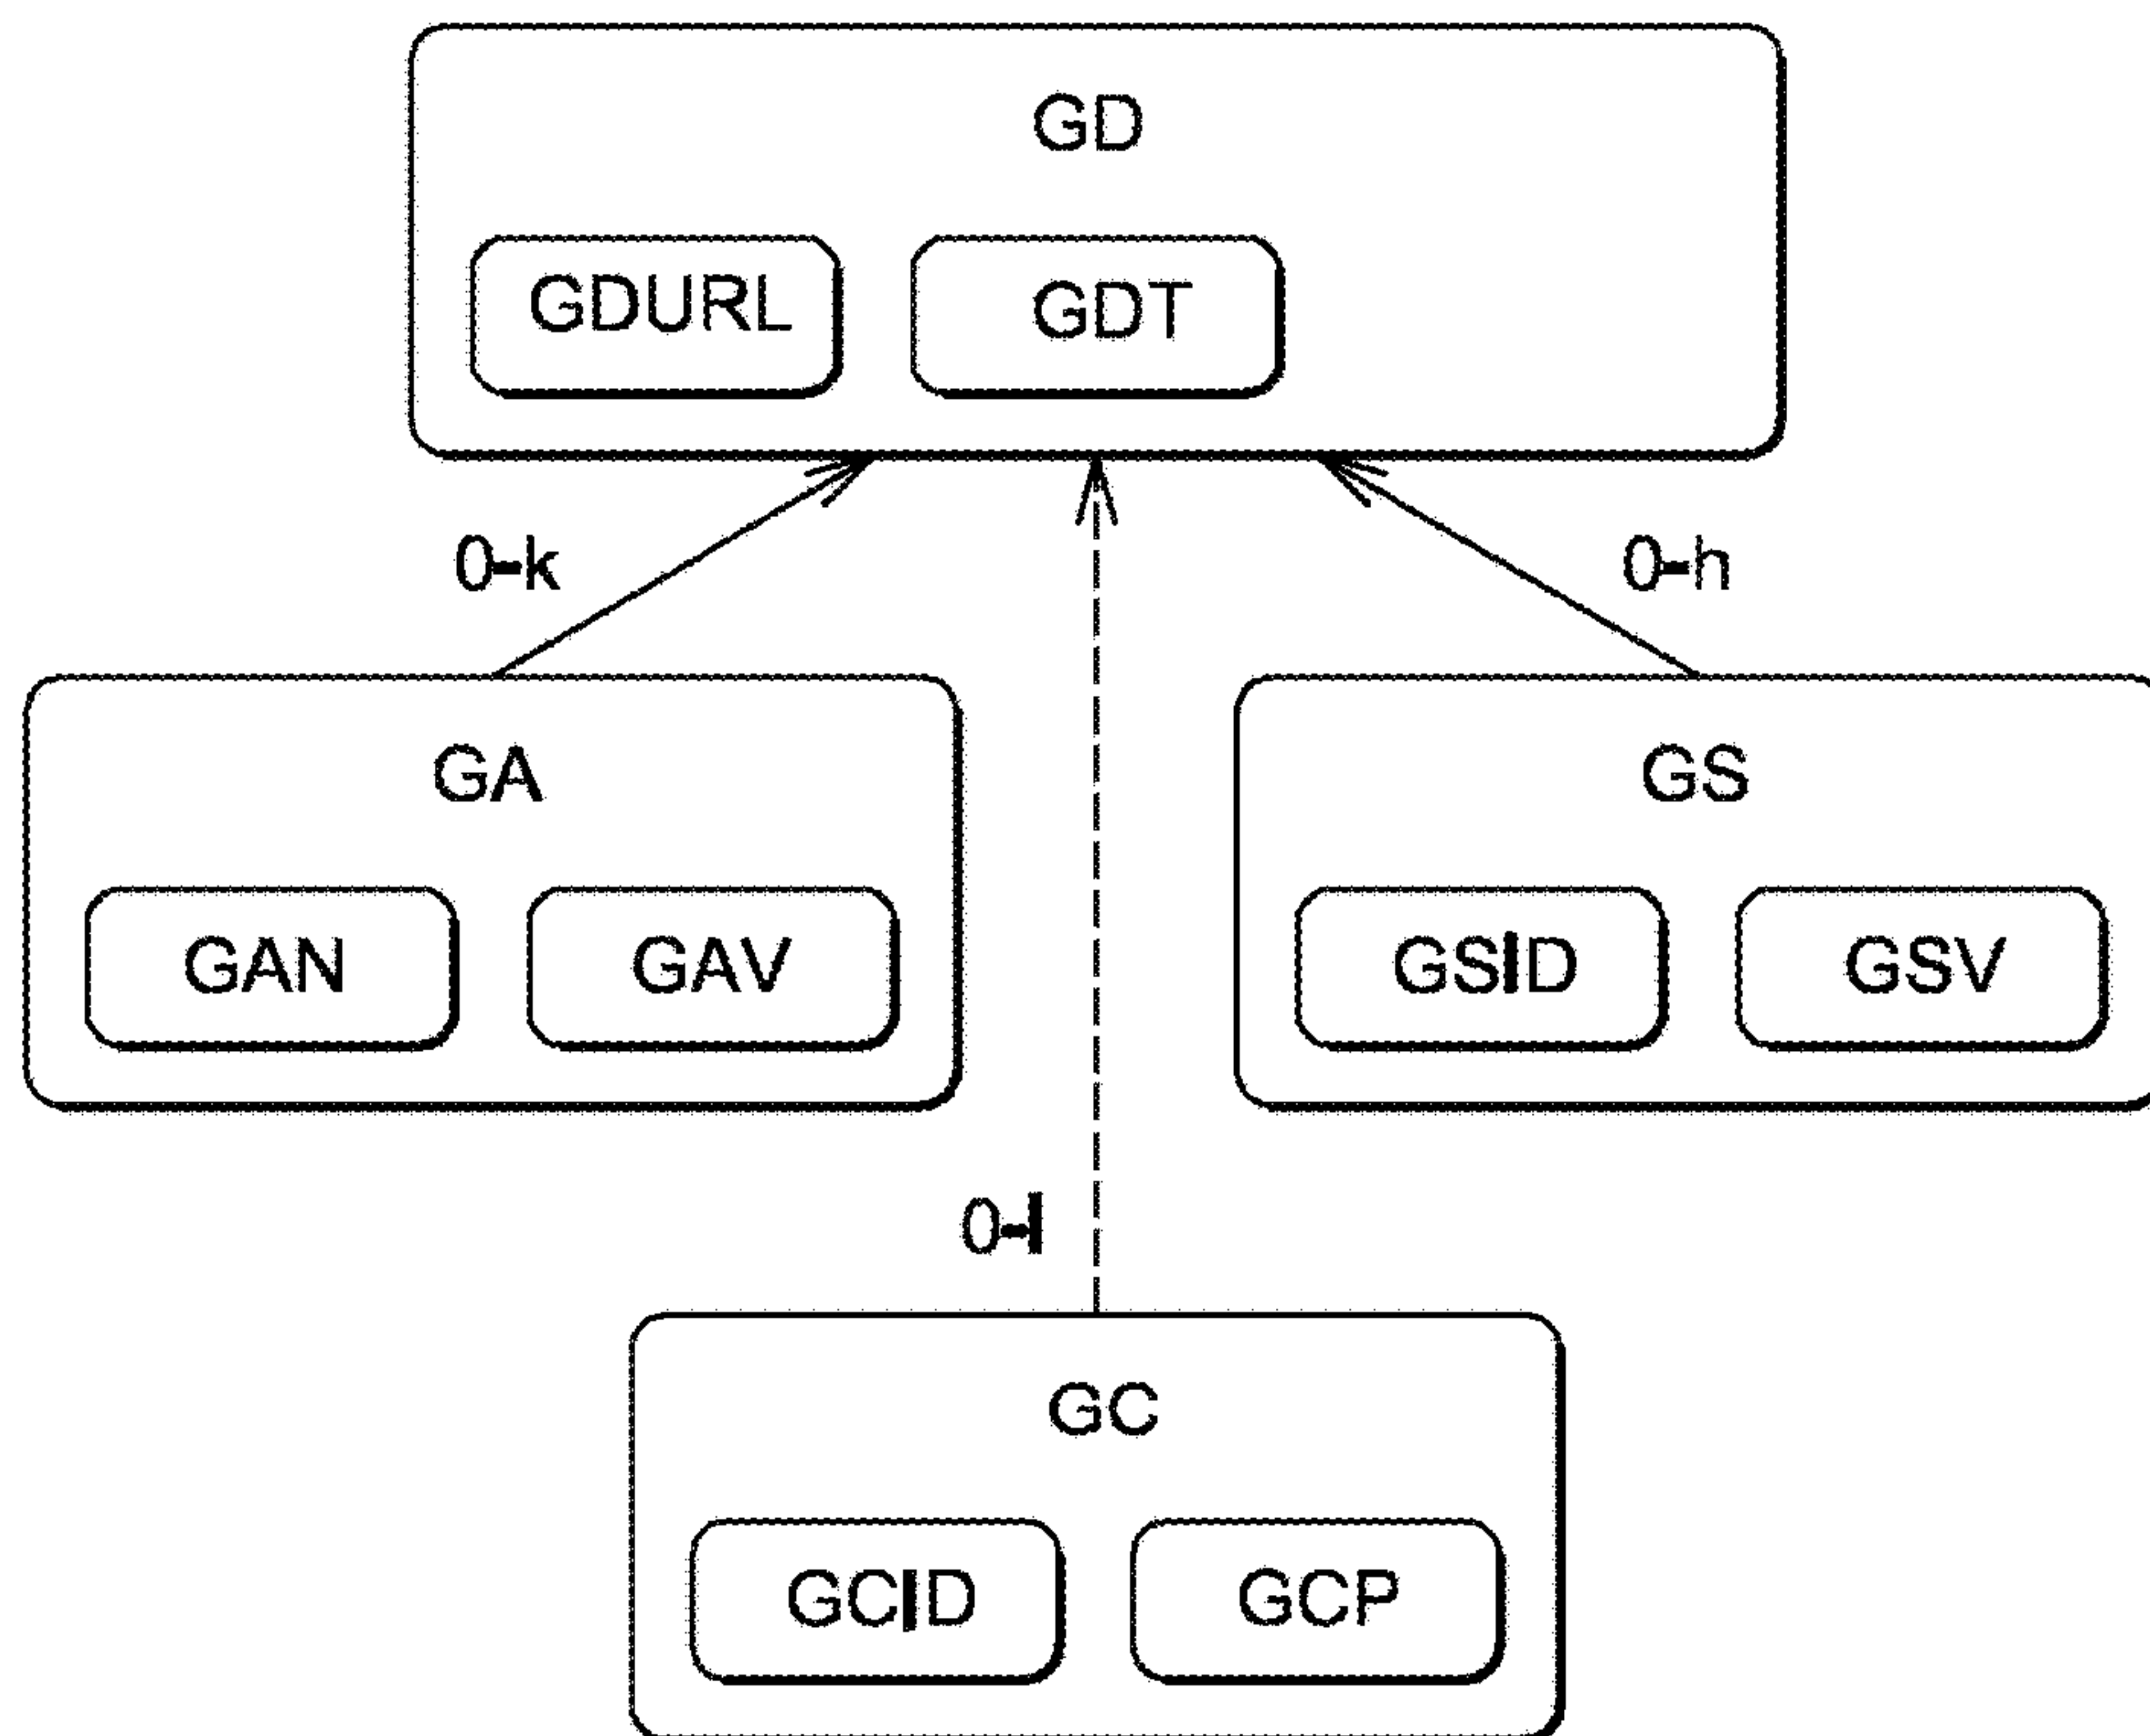 GD
GDURL
GDT
0-k
0-h
GA
GS
GAN
GAV
GSID
GSV
0-l
GC
GCID
GCP